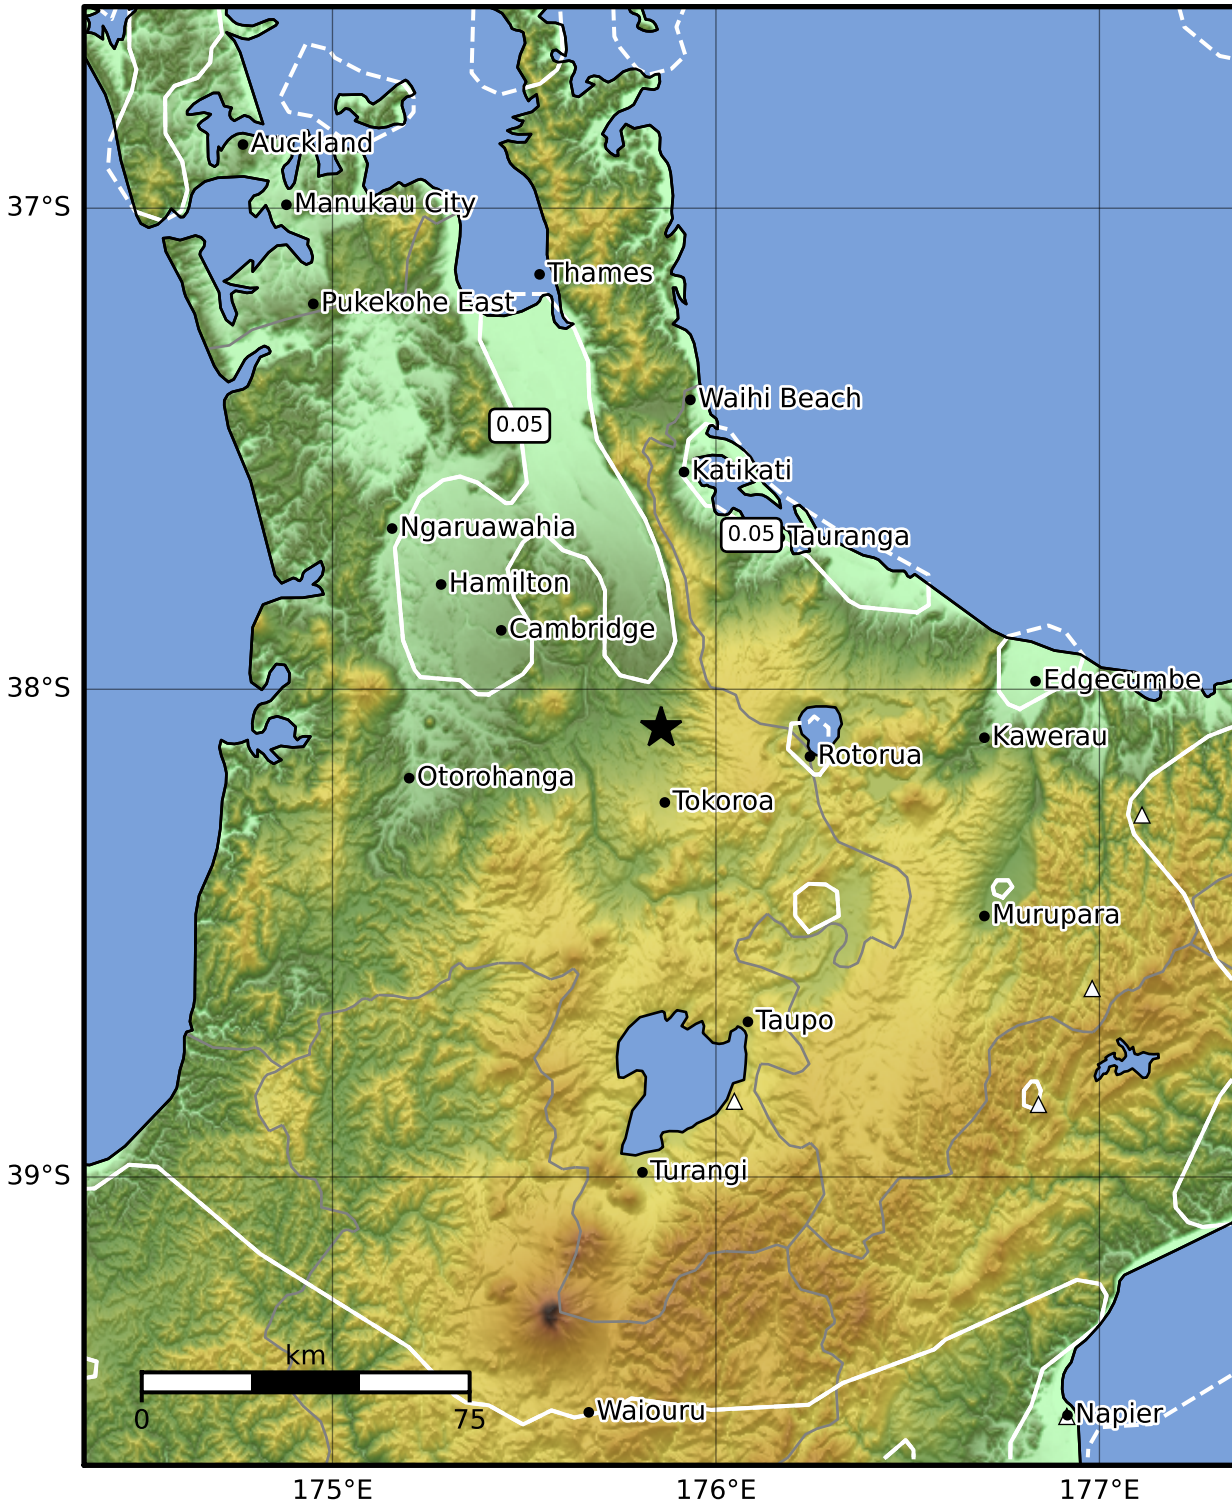 Auckland
37°S
Manukau City
Thames
Pukekohe East
Waihi Beach
0.05
Katikati
Ngaruawahia
0.05
Tauranga
Hamilton
Cambridge
38°S
Edgecumbe
Kawerau
Rotorua
Otorohanga
Tokoroa
Murupara
Taupo
39°S
Turangi
km
0
75
Waiouru
Napier
175°E
176°E
177°E